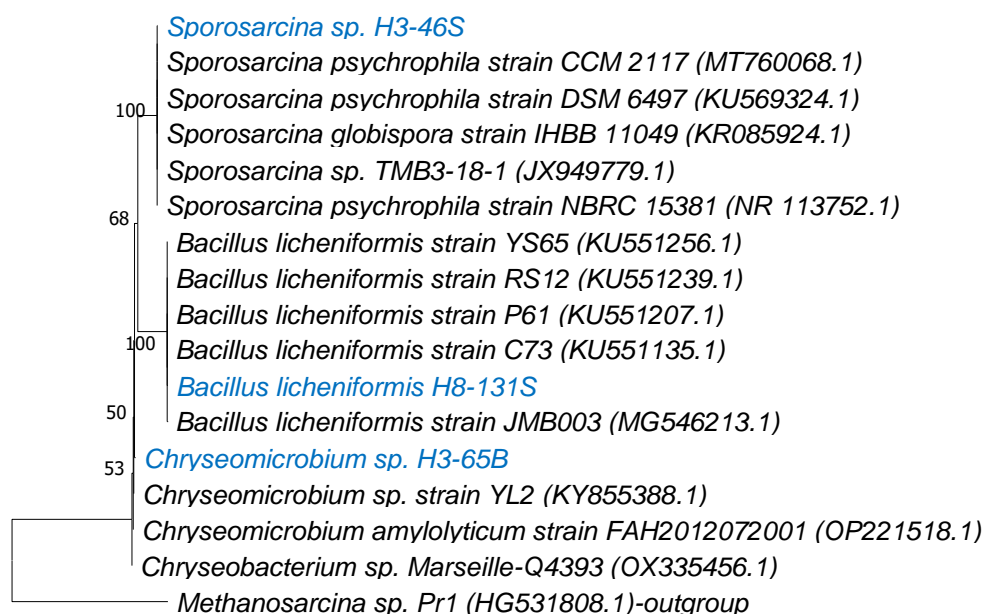 Sporosarcina sp. H3-46S
Sporosarcina psychrophila strain CCM 2117 (MT760068.1)
Sporosarcina psychrophila strain DSM 6497 (KU569324.1)
100
Sporosarcina globispora strain IHBB 11049 (KR085924.1)
Sporosarcina sp. TMB3-18-1 (JX949779.1)
Sporosarcina psychrophila strain NBRC 15381 (NR 113752.1)
68
Bacillus licheniformis strain YS65 (KU551256.1)
Bacillus licheniformis strain RS12 (KU551239.1)
Bacillus licheniformis strain P61 (KU551207.1)
100
Bacillus licheniformis strain C73 (KU551135.1)
Bacillus licheniformis H8-131S
50
Bacillus licheniformis strain JMB003 (MG546213.1)
Chryseomicrobium sp. H3-65B
53
Chryseomicrobium sp. strain YL2 (KY855388.1)
Chryseomicrobium amylolyticum strain FAH2012072001 (OP221518.1)
Chryseobacterium sp. Marseille-Q4393 (OX335456.1)
Methanosarcina sp. Pr1 (HG531808.1)-outgroup